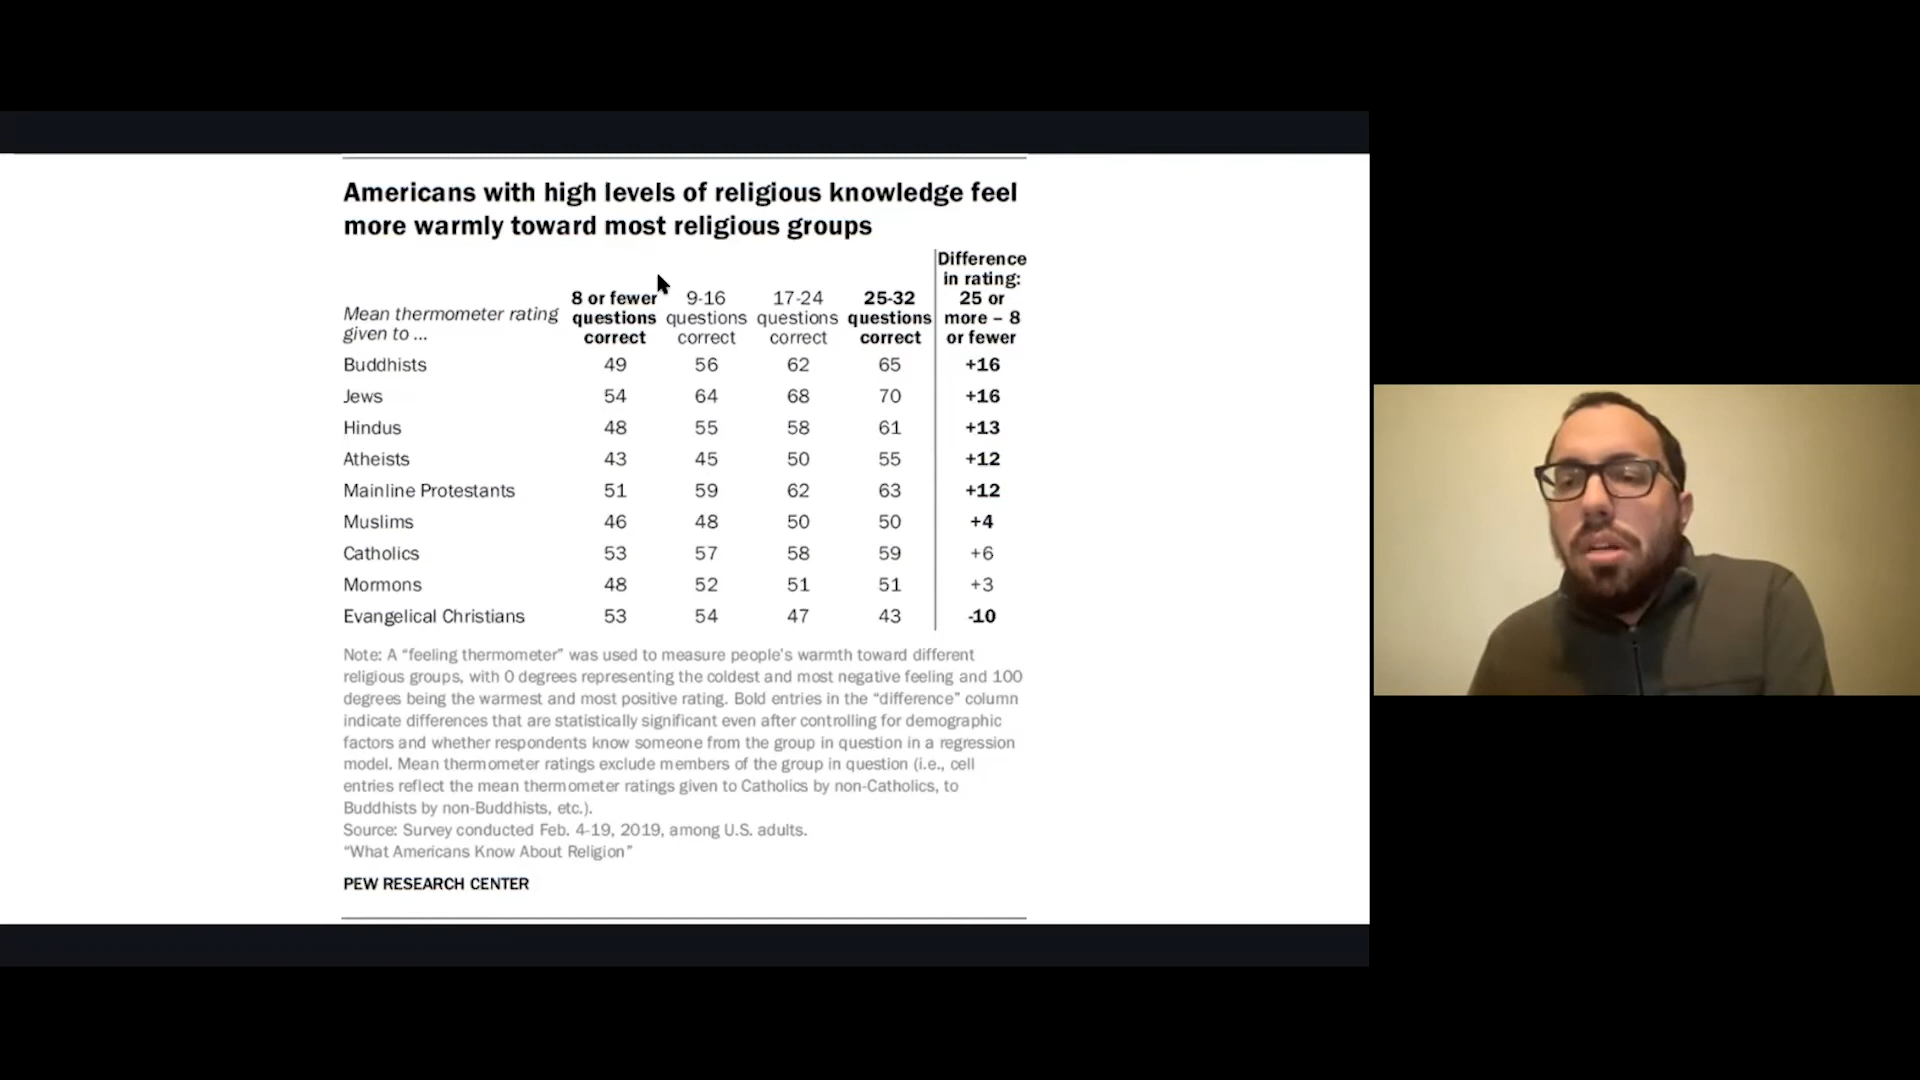 Americans with high levels of religious knowledge feel
more warmly toward most religious groups
Mean thermometer rating
given to ...
8 or fewer
questions
correct
9-16
questions
correct
17-24
questions
correct
25-32
questions
correct
Difference
in rating:
25 or
more – 8
or fewer
Buddhists 49 56 62 65 +16
Jews 54 64 68 70 +16
Hindus 48 55 58 61 +13
Atheists 43 45 50 55 +12
Mainline Protestants 51 59 62 63 +12
Muslims 46 48 50 50 +4
Catholics 53 57 58 59 +6
Mormons 48 52 51 51 +3
Evangelical Christians 53 54 47 43 -10
Note: A “feeling thermometer” was used to measure people's warmth toward different
religious groups, with 0 degrees representing the coldest and most negative feeling and 100
degrees being the warmest and most positive rating. Bold entries in the “difference” column
indicate differences that are statistically significant even after controlling for demographic
factors and whether respondents know someone from the group in question in a regression
model. Mean thermometer ratings exclude members of the group in question (i.e., cell
entries reflect the mean thermometer ratings given to Catholics by non-Catholics, to
Buddhists by non-Buddhists, etc.).
Source: Survey conducted Feb. 4-19, 2019, among U.S. adults.
“What Americans Know About Religion”
PEW RESEARCH CENTER